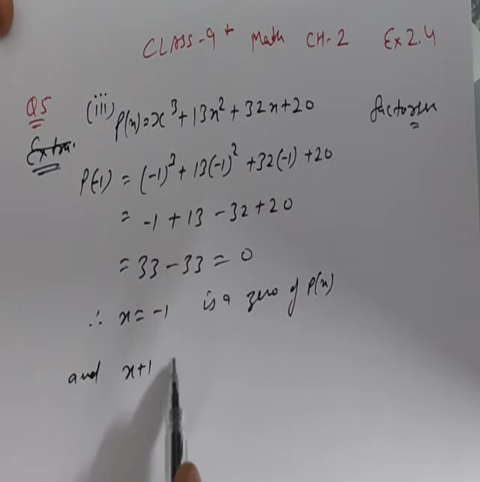 CLASS-9th Math CH-2 Ex 2.4
Q5 (iii) P(x)=x³+13x²+32x+20 factorise
Extra.
P(-1) = (-1)³+13(-1)²+32(-1)+20
= -1+13-32+20
= 33-33=0
∴ x=-1 is a zero of P(x)
and x+1